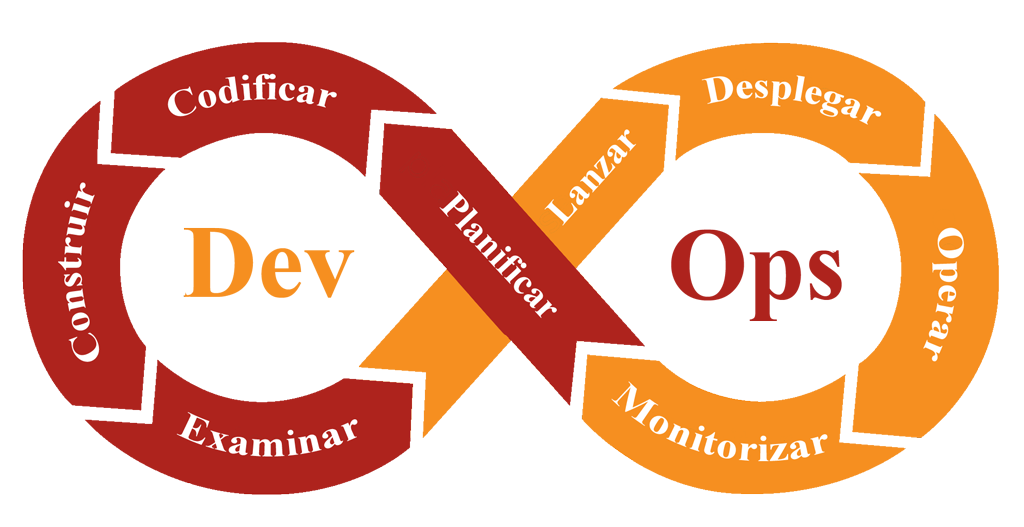 Codificar
Construir
Dev
Examinar
Planificar
Lanzar
Desplegar
Ops
Operar
Monitorizar